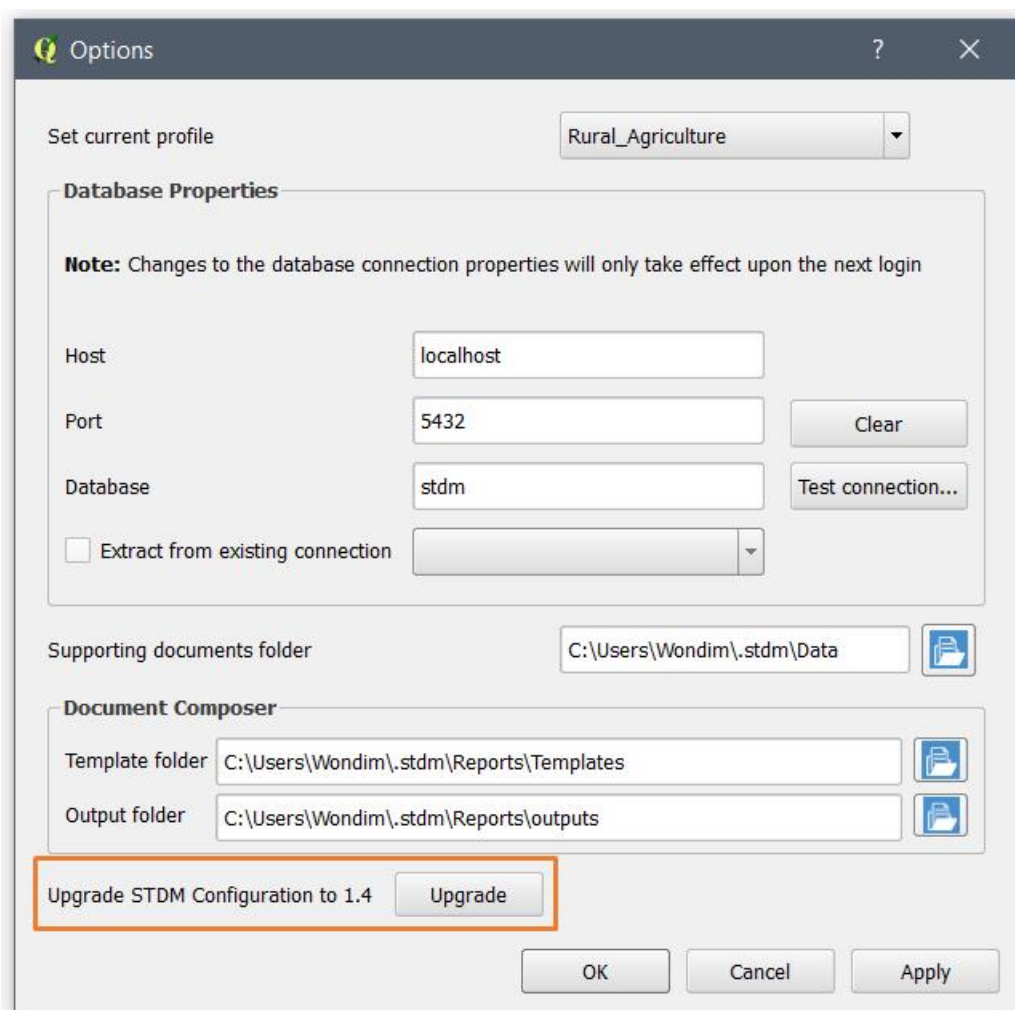 Options ?
Set current profile Rural_Agriculture
Database Properties
Note: Changes to the database connection properties will only take effect upon the next login
Host localhost
Port 5432 Clear
Database stdm Test connection...
Extract from existing connection
Supporting documents folder C:\Users\Wondim\.stdm\Data
Document Composer
Template folder C:\Users\Wondim\.stdm\Reports\Templates
Output folder C:\Users\Wondim\.stdm\Reports\outputs
Upgrade STDM Configuration to 1.4 Upgrade
OK Cancel Apply